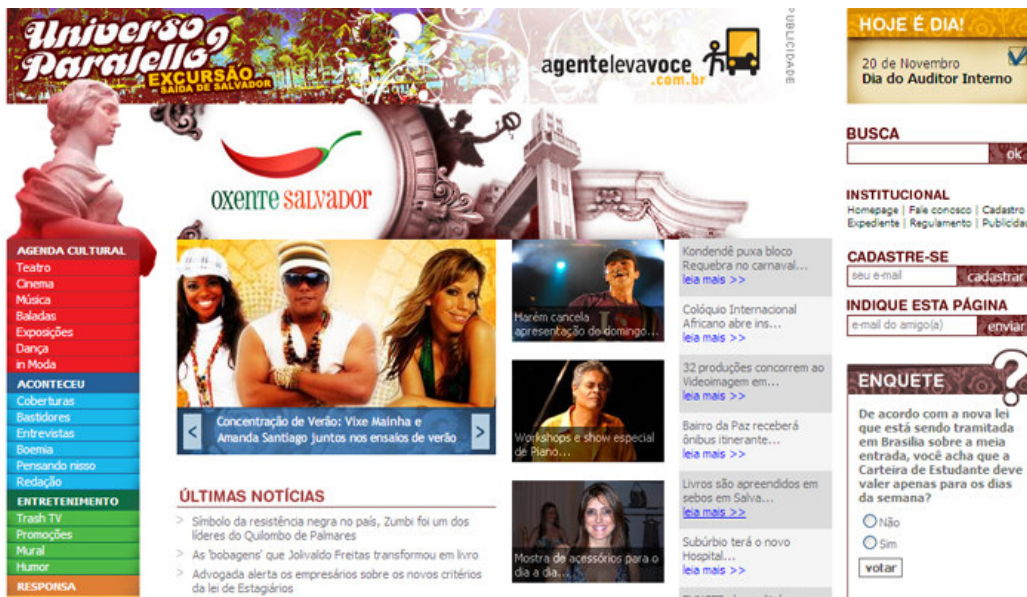 Universo
Paralello 9
EXCURSÃO
SAÍDA DE SALVADOR
agentelevavoce
.com.br
PUBLICIDADE
HOJE É DIA!
20 de Novembro
Dia do Auditor Interno
oxente salvador
BUSCA
ok
INSTITUCIONAL
Homepage | Fale conosco | Cadastro
Expediente | Regulamento | Publicidad
CADASTRE-SE
seu e-mail
cadastrar
INDIQUE ESTA PÁGINA
e-mail do amigo(a)
enviar
AGENDA CULTURAL
Teatro
Cinema
Música
Baladas
Exposições
Dança
in Moda
ACONTECEU
Coberturas
Bastidores
Entrevistas
Boemia
Pensando nisso
Redação
ENTRETENIMENTO
Trash TV
Promoções
Mural
Humor
RESPONSA
<
Concentração de Verão: Vixe Mainha e
Amanda Santiago juntos nos ensaios de verão
>
ÚLTIMAS NOTÍCIAS
> Símbolo da resistência negra no país, Zumbi foi um dos
líderes do Quilombo de Palmares
> As 'bobagens' que Jolivaldo Freitas transformou em livro
> Advogada alerta os empresários sobre os novos critérios
da lei de Estagiários
Harém cancela
apresentação de domingo...
Workshops e show especial
de Piano...
Mostra de acessórios para o
dia a dia...
Kondendê puxa bloco
Requebra no carnaval...
leia mais >>
Colóquio Internacional
Africano abre ins...
leia mais >>
32 produções concorrem ao
Videoimagem em...
leia mais >>
Bairro da Paz receberá
ônibus itinerante...
leia mais >>
Livros são apreendidos em
sebos em Salva...
leia mais >>
Subúrbio terá o novo
Hospital...
leia mais >>
ENQUETE
?
De acordo com a nova lei
que está sendo tramitada
em Brasília sobre a meia
entrada, você acha que a
Carteira de Estudante deve
valer apenas para os dias
da semana?
Não
Sim
votar